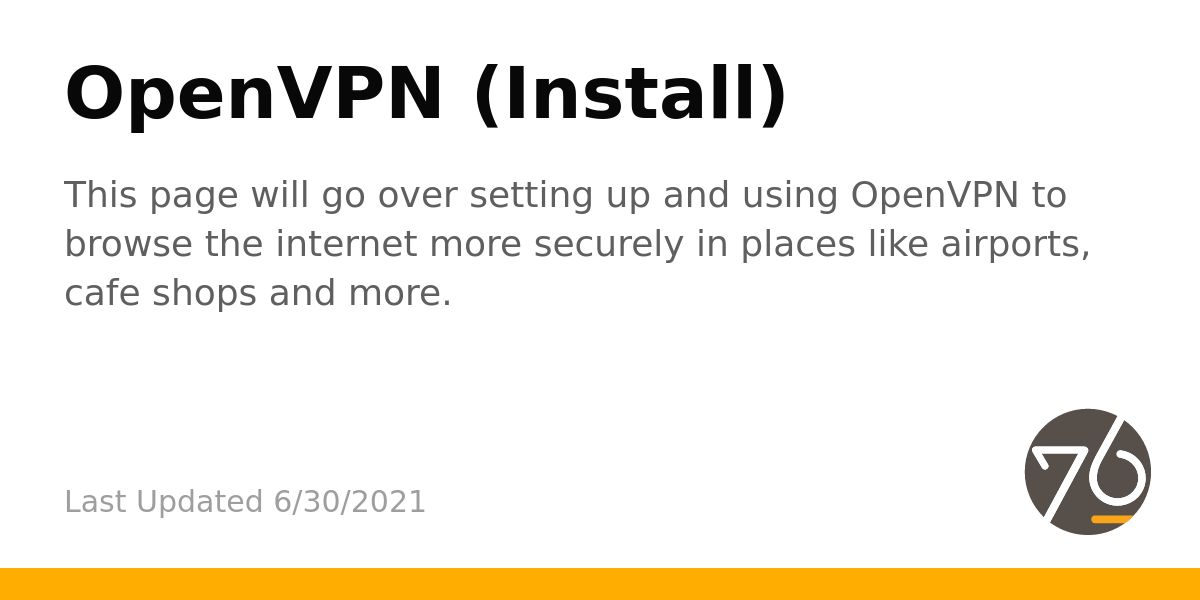 OpenVPN (Install)
This page will go over setting up and using OpenVPN to
browse the internet more securely in places like airports,
cafe shops and more.
Last Updated 6/30/2021
76